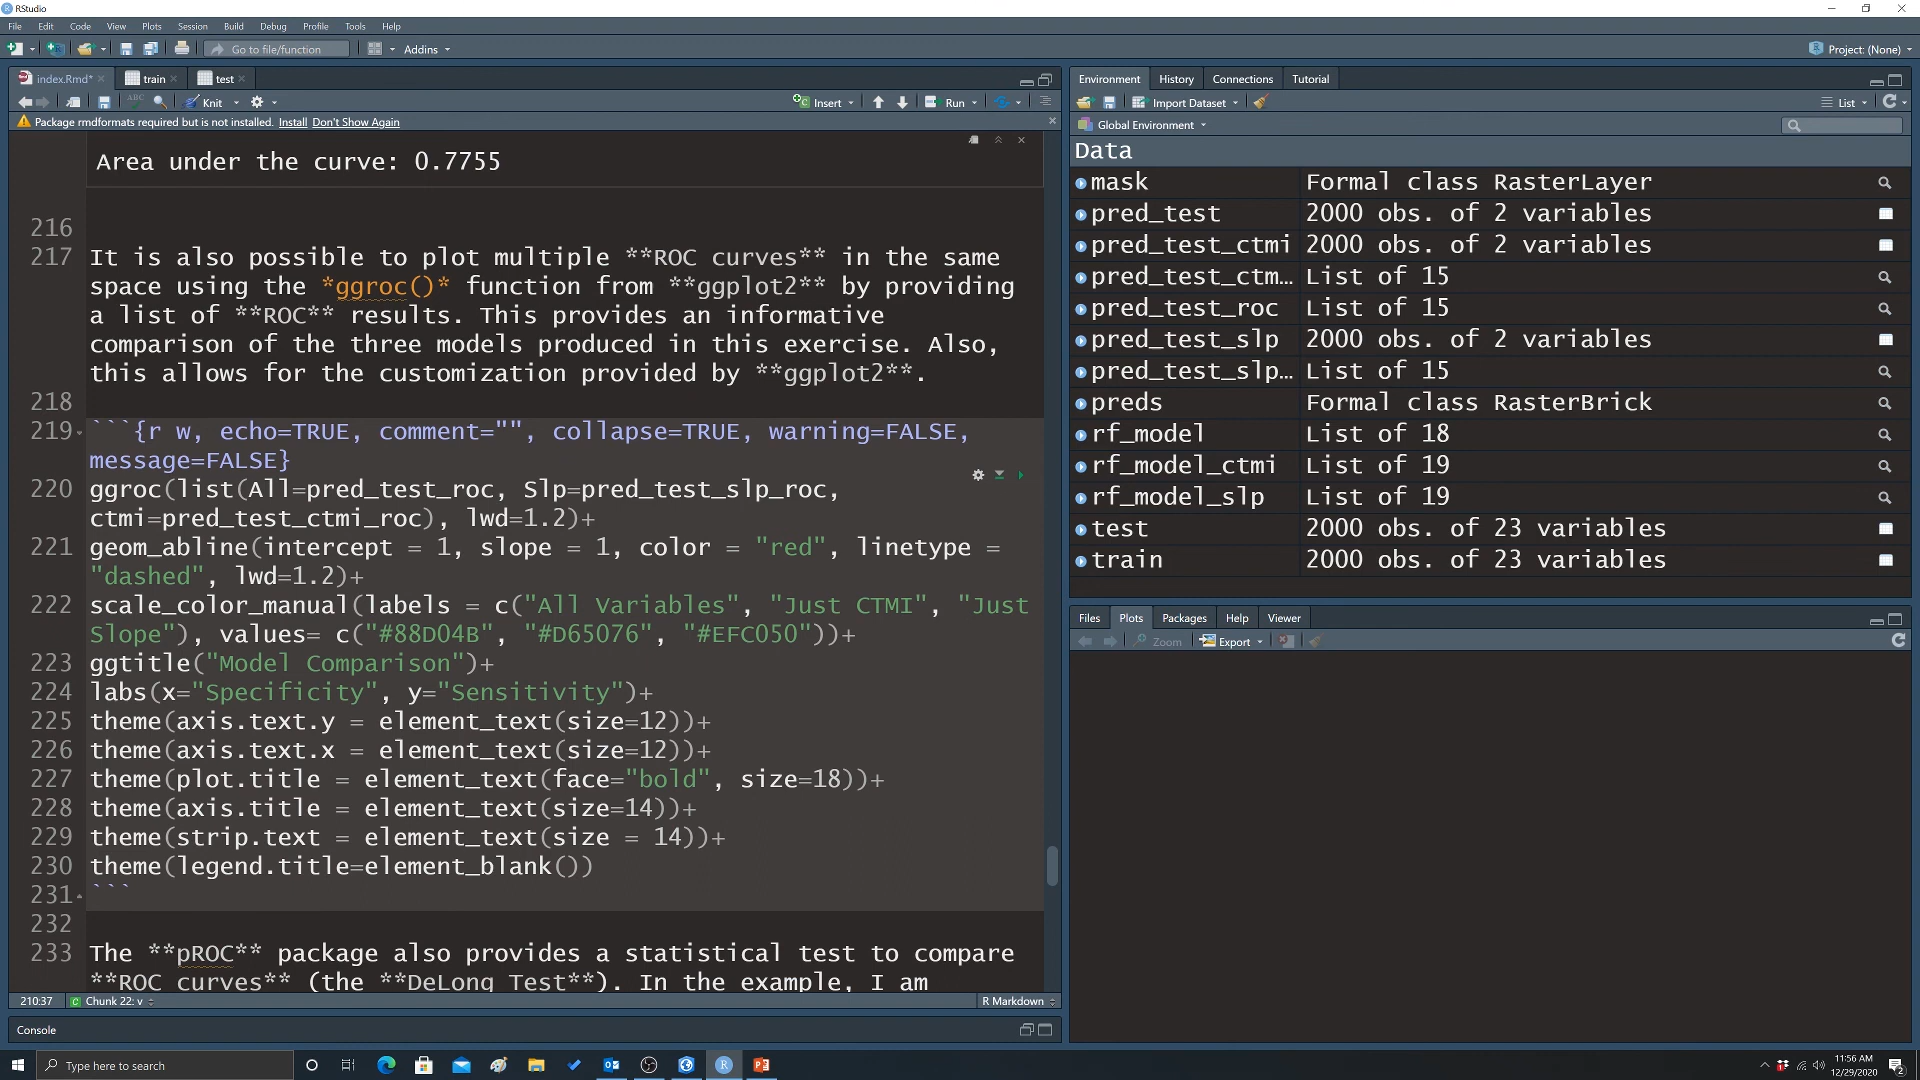 RStudio
File Edit Code View Plots Session Build Debug Profile Tools Help
Go to file/function Addins Project: (None)
index.Rmd* train test
Knit Insert Run
Package rmdformats required but is not installed. Install Don't Show Again
Area under the curve: 0.7755
216
217 It is also possible to plot multiple **ROC curves** in the same
space using the *ggroc()* function from **ggplot2** by providing
a list of **ROC** results. This provides an informative
comparison of the three models produced in this exercise. Also,
this allows for the customization provided by **ggplot2**.
218
219 ```{r w, echo=TRUE, comment="", collapse=TRUE, warning=FALSE,
message=FALSE}
220 ggroc(list(All=pred_test_roc, Slp=pred_test_slp_roc,
ctmi=pred_test_ctmi_roc), lwd=1.2)+
221 geom_abline(intercept = 1, slope = 1, color = "red", linetype =
"dashed", lwd=1.2)+
222 scale_color_manual(labels = c("All Variables", "Just CTMI", "Just
Slope"), values= c("#88D04B", "#D65076", "#EFC050"))+
223 ggtitle("Model Comparison")+
224 labs(x="Specificity", y="Sensitivity")+
225 theme(axis.text.y = element_text(size=12))+
226 theme(axis.text.x = element_text(size=12))+
227 theme(plot.title = element_text(face="bold", size=18))+
228 theme(axis.title = element_text(size=14))+
229 theme(strip.text = element_text(size = 14))+
230 theme(legend.title=element_blank())
231 ```
232
233 The **pROC** package also provides a statistical test to compare
**ROC curves** (the **DeLong Test**). In the example, I am
210:37 Chunk 22: v R Markdown
Console
Environment History Connections Tutorial
Import Dataset List
Global Environment
Data
mask Formal class RasterLayer
pred_test 2000 obs. of 2 variables
pred_test_ctmi 2000 obs. of 2 variables
pred_test_ctm... List of 15
pred_test_roc List of 15
pred_test_slp 2000 obs. of 2 variables
pred_test_slp... List of 15
preds Formal class RasterBrick
rf_model List of 18
rf_model_ctmi List of 19
rf_model_slp List of 19
test 2000 obs. of 23 variables
train 2000 obs. of 23 variables
Files Plots Packages Help Viewer
Zoom Export
Type here to search
11:56 AM
12/29/2020